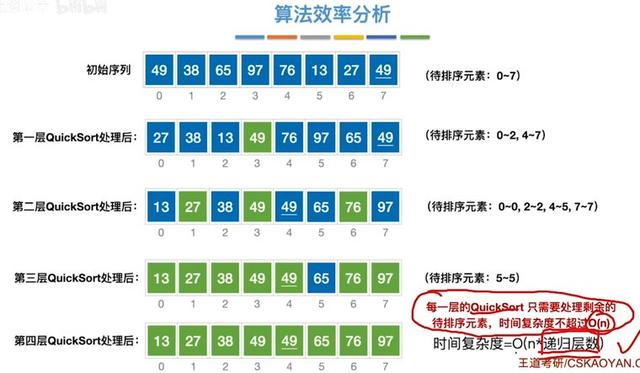 算法效率分析
初始序列 49 38 65 97 76 13 27 49 (待排序元素：0~7)
0 1 2 3 4 5 6 7
第一层QuickSort处理后： 27 38 13 49 76 97 65 49 (待排序元素：0~2, 4~7)
0 1 2 3 4 5 6 7
第二层QuickSort处理后： 13 27 38 49 49 65 76 97 (待排序元素：0~0, 2~2, 4~5, 7~7)
0 1 2 3 4 5 6 7
第三层QuickSort处理后： 13 27 38 49 49 65 76 97 (待排序元素：5~5)
0 1 2 3 4 5 6 7
每一层的QuickSort 只需要处理剩余的
待排序元素，时间复杂度不超过O(n)
第四层QuickSort处理后： 13 27 38 49 49 65 76 97 时间复杂度=O(n*递归层数)
0 1 2 3 4 5 6 7
王道考研/CSKAOYAN.C